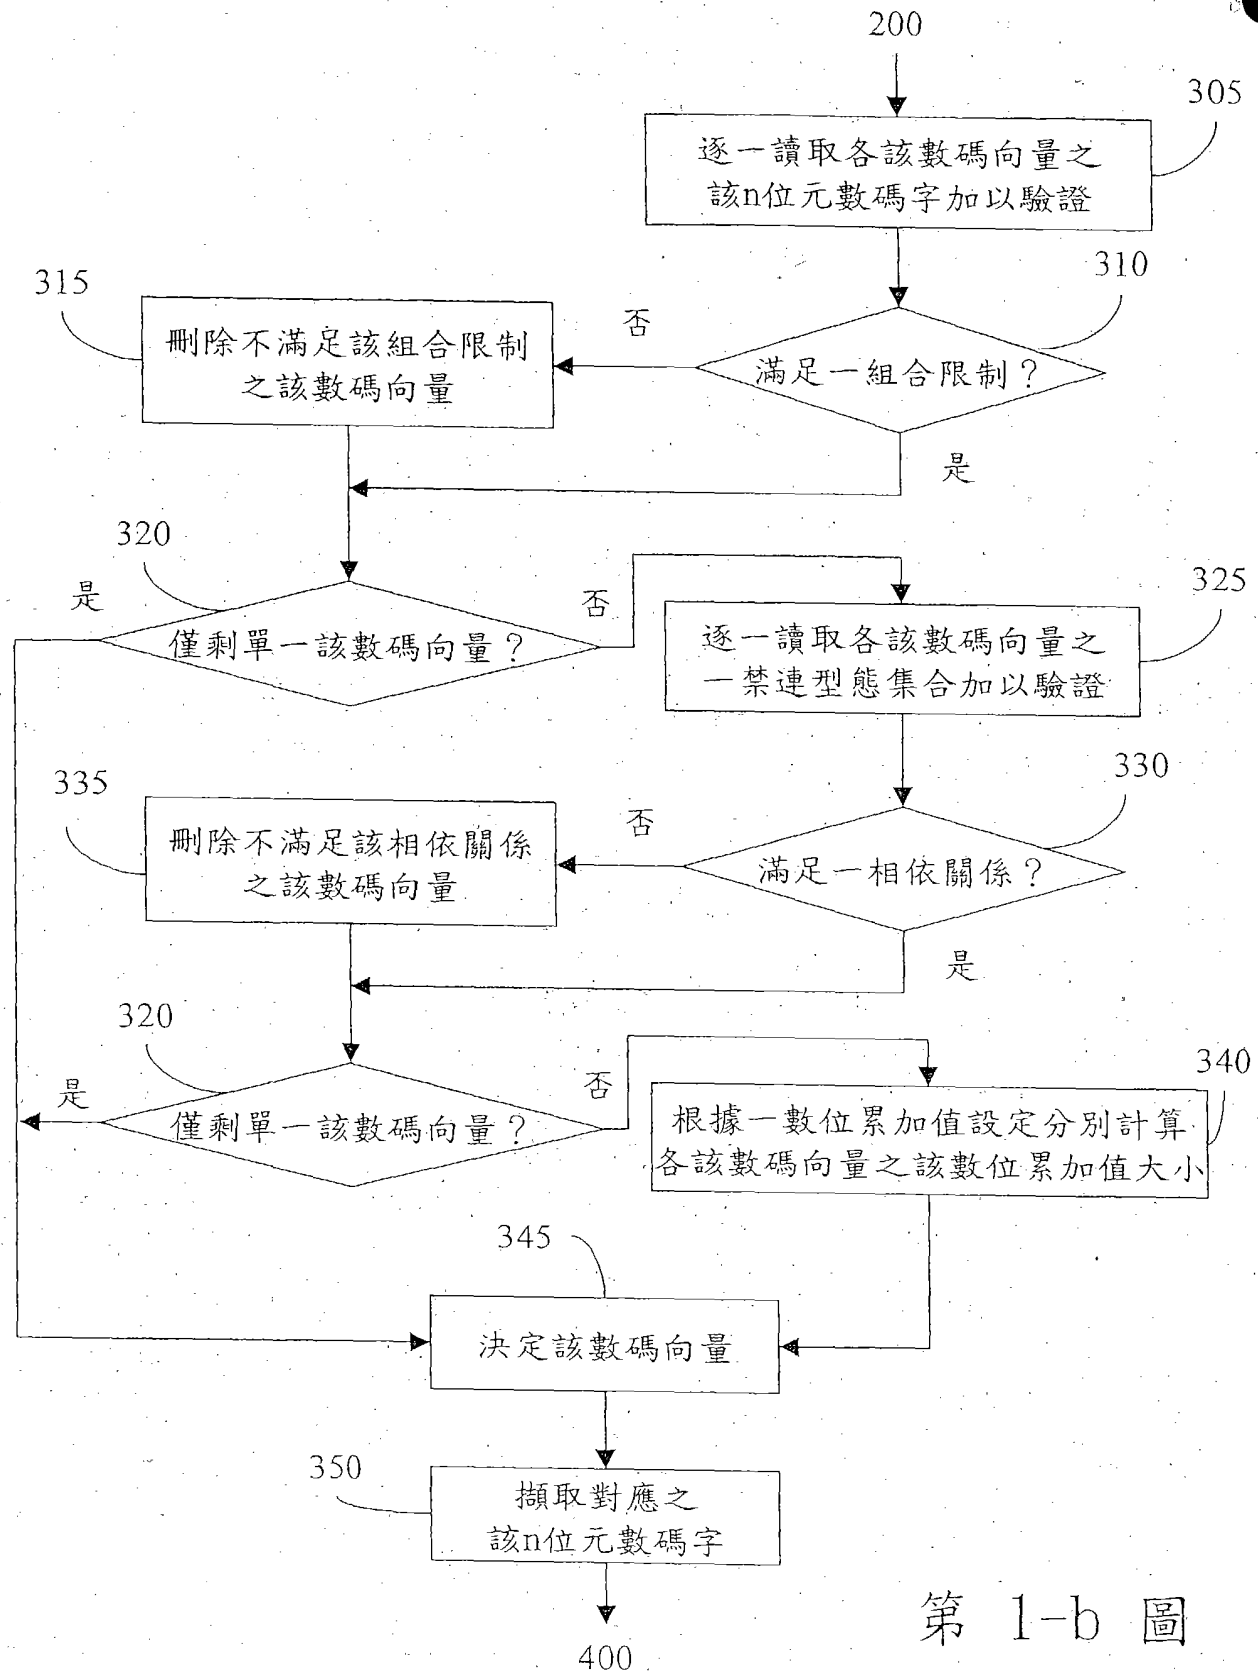 200
305
逐一讀取各該數碼向量之
該n位元數碼字加以驗證
310
315
否
刪除不滿足該組合限制
之該數碼向量
滿足一組合限制？
是
320
是
否
325
僅剩單一該數碼向量？
逐一讀取各該數碼向量之
一禁連型態集合加以驗證
330
335
否
刪除不滿足該相依關係
之該數碼向量
滿足一相依關係？
是
320
是
否
340
僅剩單一該數碼向量？
根據一數位累加值設定分別計算
各該數碼向量之該數位累加值大小
345
決定該數碼向量
350
擷取對應之
該n位元數碼字
400
第 1-b 圖